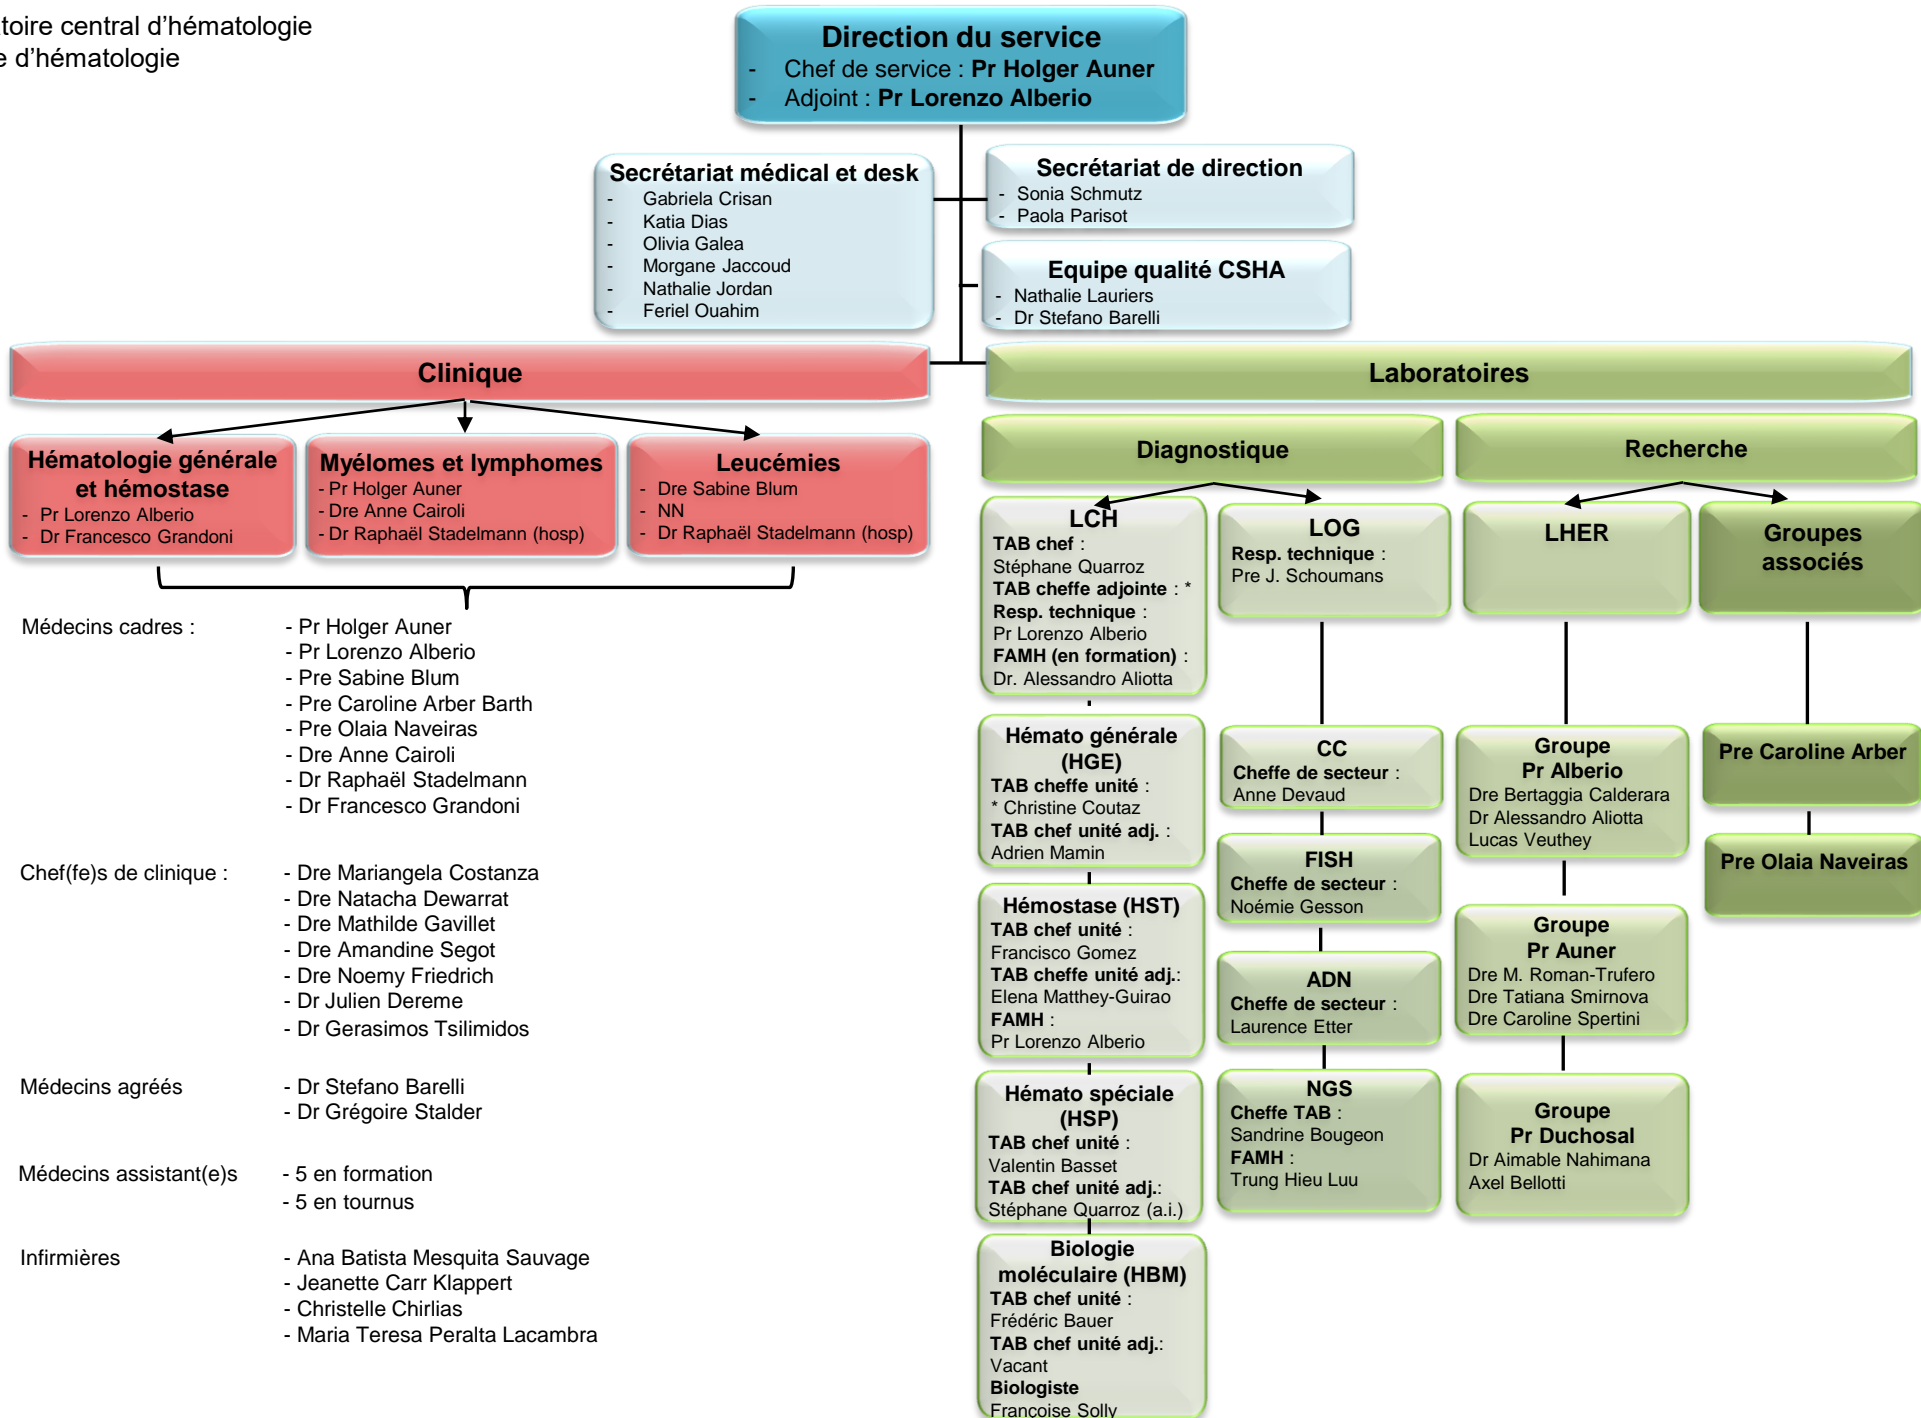 d'hématologie
central d'hématologie
Direction du service
- Chef de service : Pr Holger Auner
- Adjoint : Pr Lorenzo Alberio
Secrétariat médical et desk
- Gabriela Crisan
- Katia Dias
- Olivia Galea
- Morgane Jaccoud
- Nathalie Jordan
- Feriel Ouahim
Secrétariat de direction
- Sonia Schmutz
- Paola Parisot
Equipe qualité CSHA
- Nathalie Lauriers
- Dr Stefano Barelli
Clinique
Hématologie générale
et hémostase
- Pr Lorenzo Alberio
- Dr Francesco Grandoni
Myélomes et lymphomes
- Pr Holger Auner
- Dre Anne Cairoli
- Dr Raphaël Stadelmann (hosp)
Leucémies
- Dre Sabine Blum
- NN
- Dr Raphaël Stadelmann (hosp)
Médecins cadres :
- Pr Holger Auner
- Pr Lorenzo Alberio
- Pre Sabine Blum
- Pre Caroline Arber Barth
- Pre Olaia Naveiras
- Dre Anne Cairoli
- Dr Raphaël Stadelmann
- Dr Francesco Grandoni
Chef(fe)s de clinique :
- Dre Mariangela Costanza
- Dre Natacha Dewarrat
- Dre Mathilde Gavillet
- Dre Amandine Segot
- Dre Noemy Friedrich
- Dr Julien Dereme
- Dr Gerasimos Tsilimidos
Médecins agréés
- Dr Stefano Barelli
- Dr Grégoire Stalder
Médecins assistant(e)s
- 5 en formation
- 5 en tournus
Infirmières
- Ana Batista Mesquita Sauvage
- Jeanette Carr Klappert
- Christelle Chirlias
- Maria Teresa Peralta Lacambra
Laboratoires
Diagnostique
LCH
TAB chef :
Stéphane Quarroz
TAB cheffe adjointe : *
Resp. technique :
Pr Lorenzo Alberio
FAMH (en formation) :
Dr. Alessandro Aliotta
Hémato générale
(HGE)
TAB cheffe unité :
* Christine Coutaz
TAB chef unité adj. :
Adrien Mamin
Hémostase (HST)
TAB chef unité :
Francisco Gomez
TAB cheffe unité adj.:
Elena Matthey-Guirao
FAMH :
Pr Lorenzo Alberio
Hémato spéciale
(HSP)
TAB chef unité :
Valentin Basset
TAB chef unité adj.:
Stéphane Quarroz (a.i.)
Biologie
moléculaire (HBM)
TAB chef unité :
Frédéric Bauer
TAB chef unité adj.:
Vacant
Biologiste
Françoise Solly
LOG
Resp. technique :
Pre J. Schoumans
CC
Cheffe de secteur :
Anne Devaud
FISH
Cheffe de secteur :
Noémie Gesson
ADN
Cheffe de secteur :
Laurence Etter
NGS
Cheffe TAB :
Sandrine Bougeon
FAMH :
Trung Hieu Luu
Recherche
LHER
Groupe
Pr Alberio
Dre Bertaggia Calderara
Dr Alessandro Aliotta
Lucas Veuthey
Groupe
Pr Auner
Dre M. Roman-Trufero
Dre Tatiana Smirnova
Dre Caroline Spertini
Groupe
Pr Duchosal
Dr Aimable Nahimana
Axel Bellotti
Groupes
associés
Pre Caroline Arber
Pre Olaia Naveiras